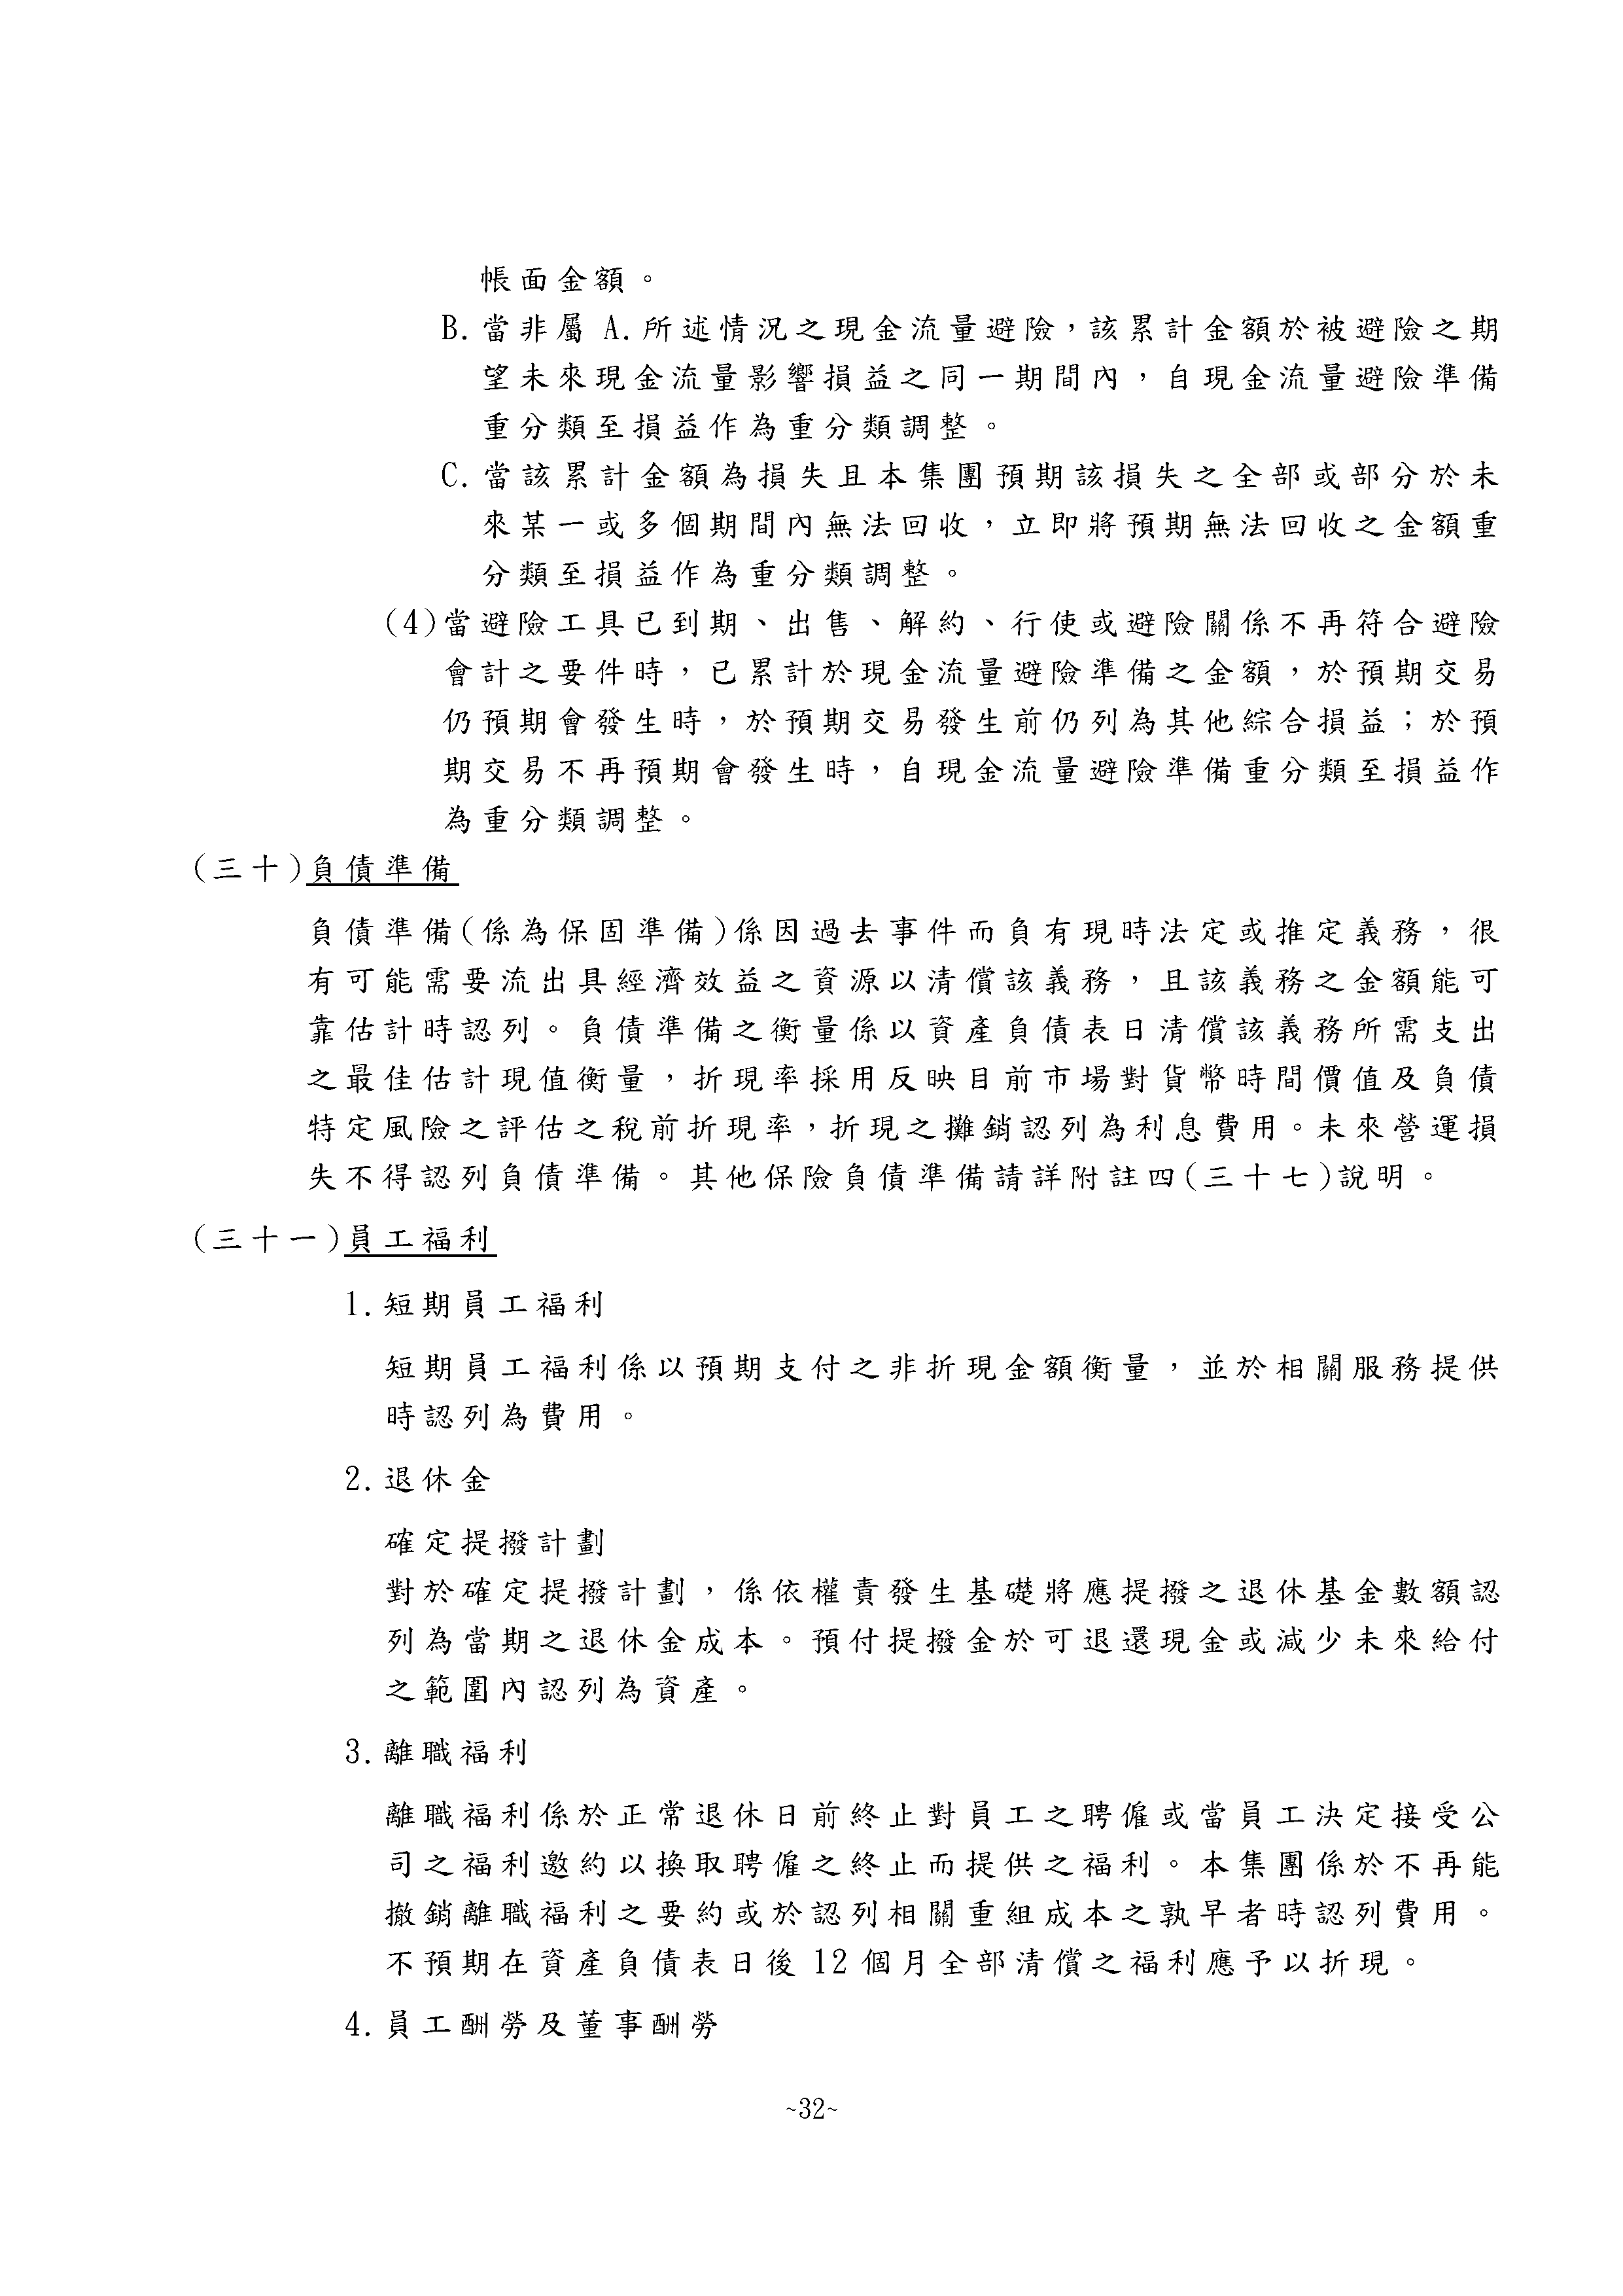 帳面金額。
B.當非屬 A.所述情況之現金流量避險，該累計金額於被避險之期
望未來現金流量影響損益之同一期間內，自現金流量避險準備
重分類至損益作為重分類調整。
C.當該累計金額為損失且本集團預期該損失之全部或部分於未
來某一或多個期間內無法回收，立即將預期無法回收之金額重
分類至損益作為重分類調整。
(4)當避險工具已到期、出售、解約、行使或避險關係不再符合避險
會計之要件時，已累計於現金流量避險準備之金額，於預期交易
仍預期會發生時，於預期交易發生前仍列為其他綜合損益；於預
期交易不再預期會發生時，自現金流量避險準備重分類至損益作
為重分類調整。
(三十)負債準備
負債準備(係為保固準備)係因過去事件而負有現時法定或推定義務，很
有可能需要流出具經濟效益之資源以清償該義務，且該義務之金額能可
靠估計時認列。負債準備之衡量係以資產負債表日清償該義務所需支出
之最佳估計現值衡量，折現率採用反映目前市場對貨幣時間價值及負債
特定風險之評估之稅前折現率，折現之攤銷認列為利息費用。未來營運損
失不得認列負債準備。其他保險負債準備請詳附註四(三十七)說明。
(三十一)員工福利
1.短期員工福利
短期員工福利係以預期支付之非折現金額衡量，並於相關服務提供
時認列為費用。
2.退休金
確定提撥計劃
對於確定提撥計劃，係依權責發生基礎將應提撥之退休基金數額認
列為當期之退休金成本。預付提撥金於可退還現金或減少未來給付
之範圍內認列為資產。
3.離職福利
離職福利係於正常退休日前終止對員工之聘僱或當員工決定接受公
司之福利邀約以換取聘僱之終止而提供之福利。本集團係於不再能
撤銷離職福利之要約或於認列相關重組成本之孰早者時認列費用。
不預期在資產負債表日後 12 個月全部清償之福利應予以折現。
4.員工酬勞及董事酬勞
~32~